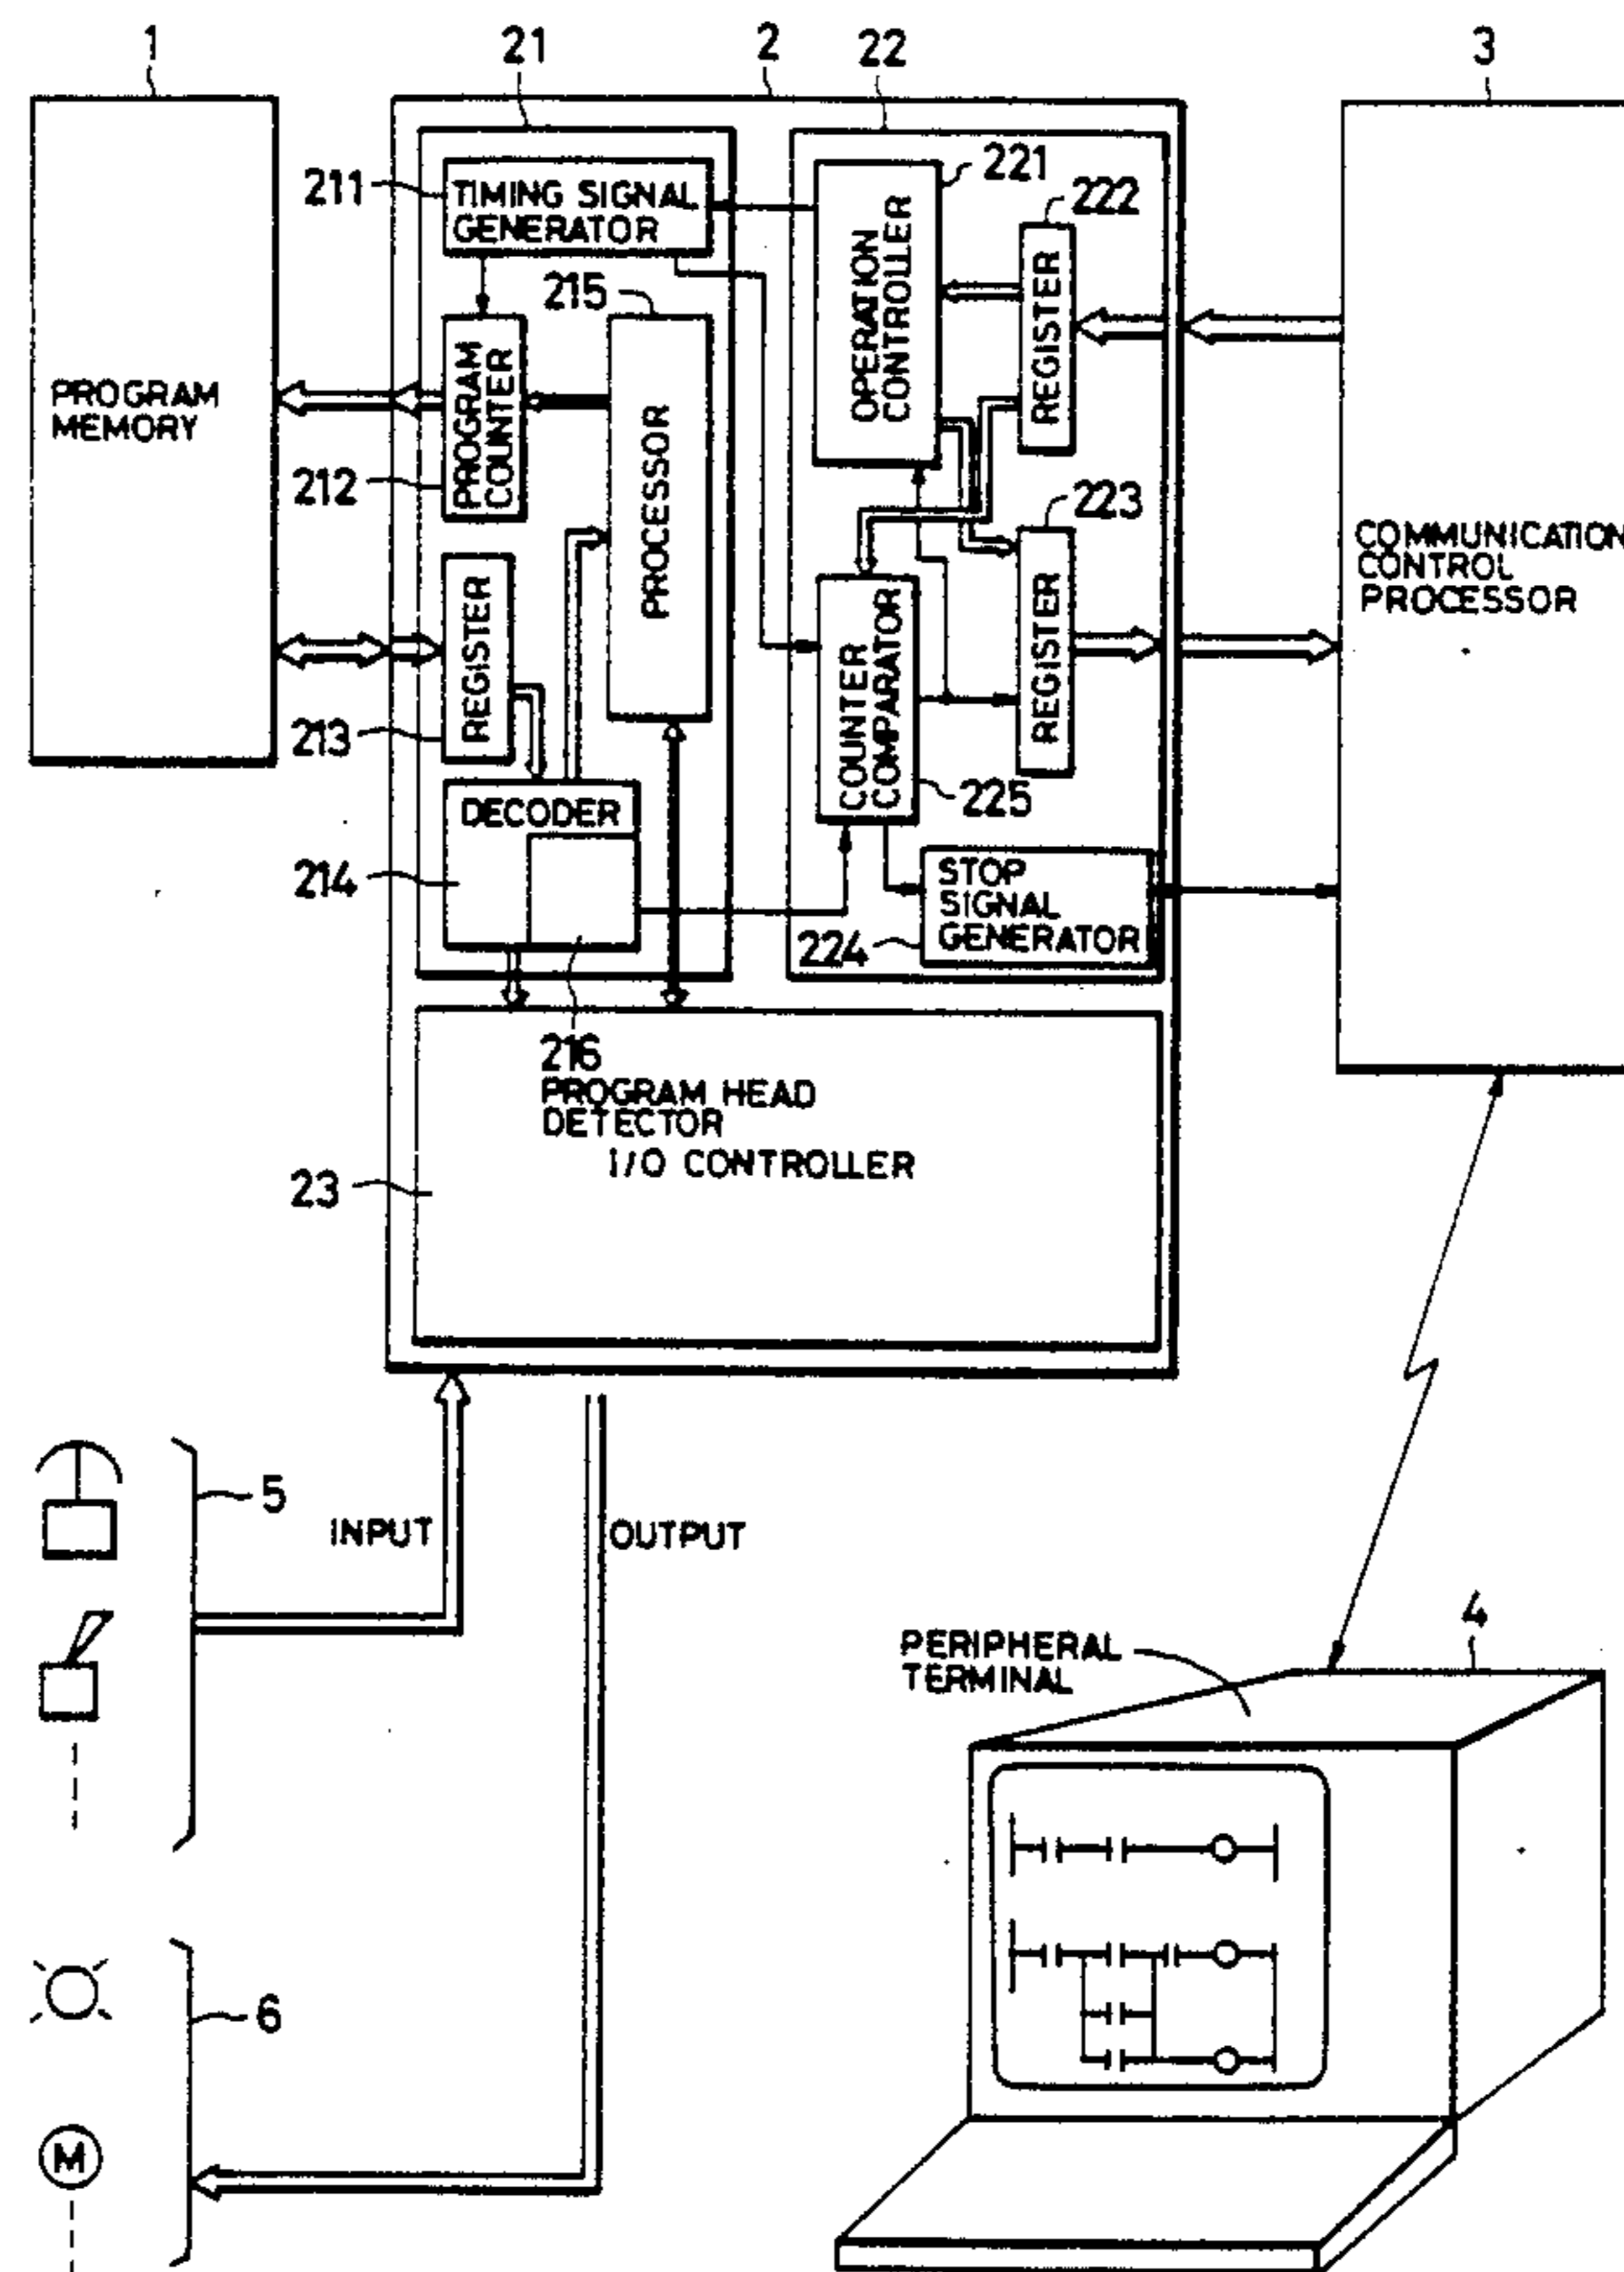 1
21
2
22
3
211
TIMING SIGNAL
GENERATOR
221
222
215
OPERATION
CONTROLLER
REGISTER
PROGRAM
MEMORY
PROGRAM
COUNTER
PROCESSOR
212
223
COMMUNICATION
CONTROL
PROCESSOR
REGISTER
REGISTER
213
COUNTER
COMPARATOR
225
DECODER
214
STOP
SIGNAL
GENERATOR
224
216
PROGRAM HEAD
DETECTOR
I/O CONTROLLER
23
5
INPUT
OUTPUT
4
PERIPHERAL
TERMINAL
6
M